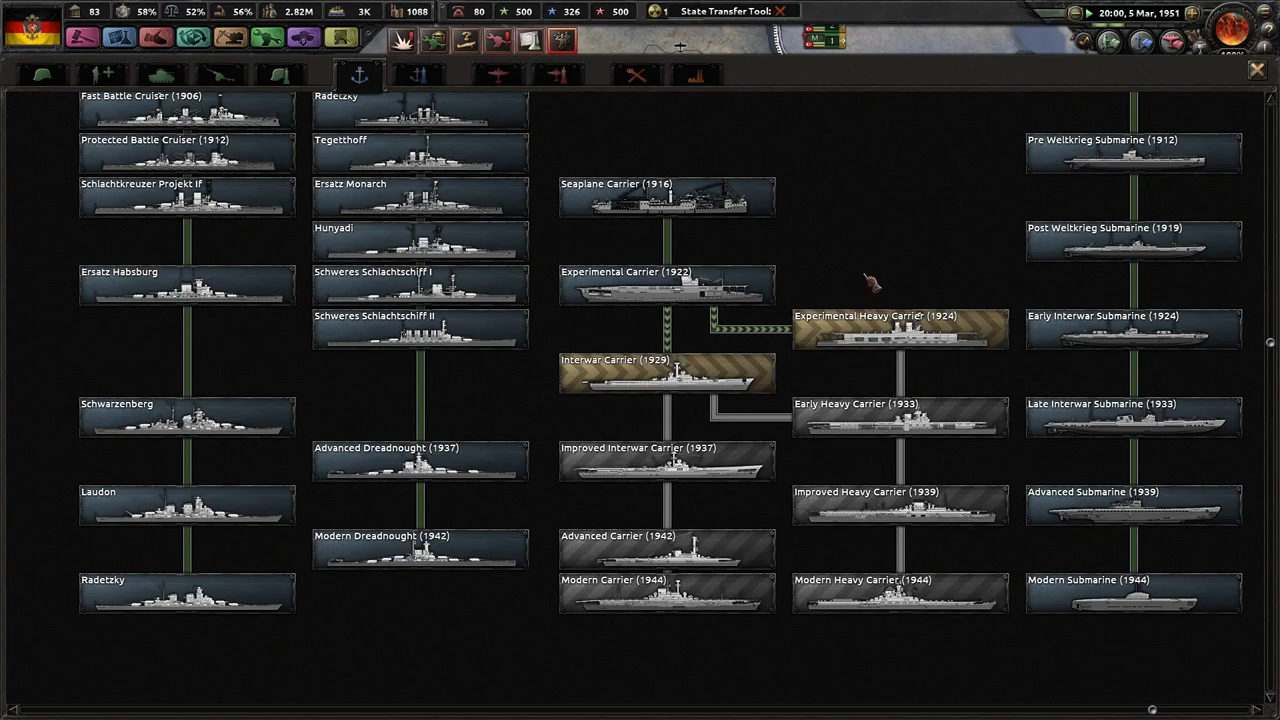 83 58% 52% 56% 2.82M 3K 1088 80 500 326 500 1 State Transfer Tool: 20:00, 5 Mar, 1951
M 1
100%
Fast Battle Cruiser (1906) Radetzky
Protected Battle Cruiser (1912) Tegetthoff Pre Weltkrieg Submarine (1912)
Schlachtkreuzer Projekt If Ersatz Monarch Seaplane Carrier (1916)
Hunyadi Post Weltkrieg Submarine (1919)
Ersatz Habsburg Schweres Schlachtschiff I Experimental Carrier (1922)
Schweres Schlachtschiff II Experimental Heavy Carrier (1924) Early Interwar Submarine (1924)
Interwar Carrier (1929)
Schwarzenberg Early Heavy Carrier (1933) Late Interwar Submarine (1933)
Advanced Dreadnought (1937) Improved Interwar Carrier (1937)
Laudon Improved Heavy Carrier (1939) Advanced Submarine (1939)
Modern Dreadnought (1942) Advanced Carrier (1942)
Radetzky Modern Carrier (1944) Modern Heavy Carrier (1944) Modern Submarine (1944)